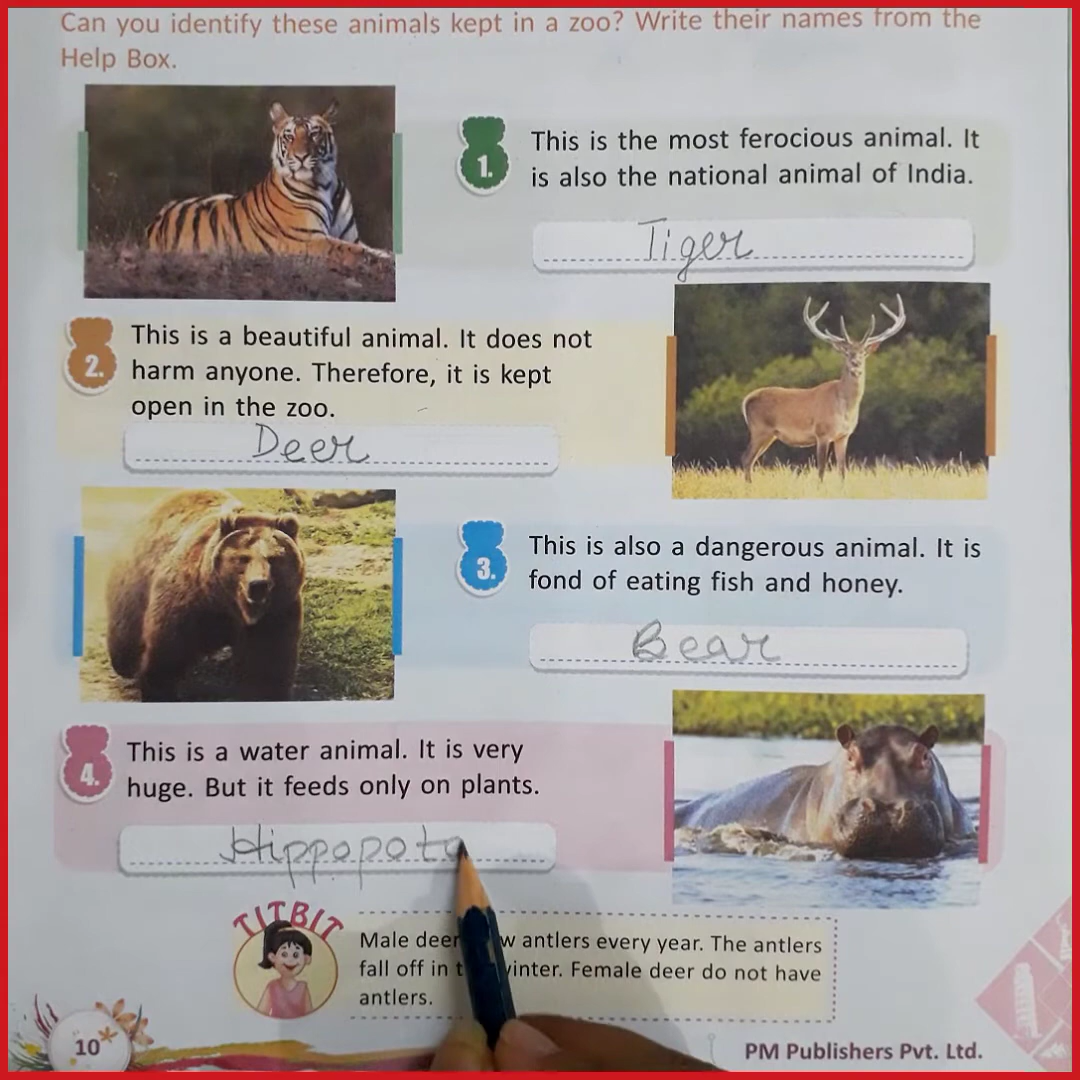 Can you identify these animals kept in a zoo? Write their names from the
Help Box.
1.
This is the most ferocious animal. It
is also the national animal of India.
Tiger
2.
This is a beautiful animal. It does not
harm anyone. Therefore, it is kept
open in the zoo.
Deer
3.
This is also a dangerous animal. It is
fond of eating fish and honey.
Bear
4.
This is a water animal. It is very
huge. But it feeds only on plants.
Hippopota
TITBIT
Male deer w antlers every year. The antlers
fall off in winter. Female deer do not have
antlers.
10
PM Publishers Pvt. Ltd.